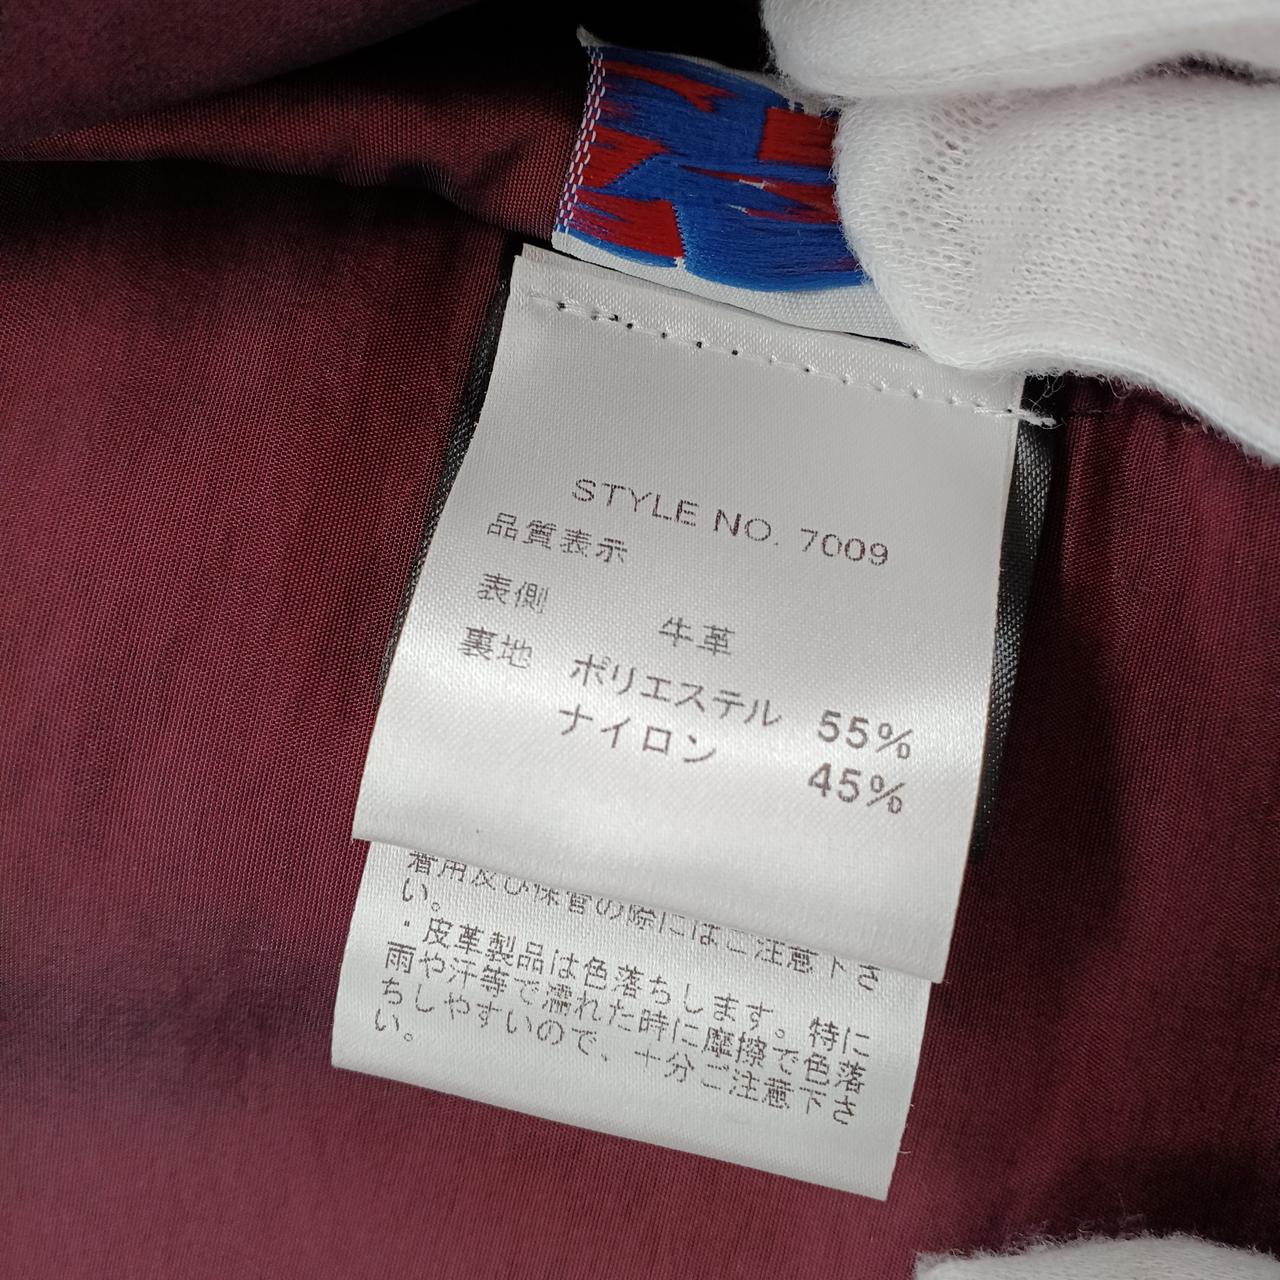 STYLE NO. 7009
品質表示
表側 牛革
裏地 ポリエステル 55%
ナイロン 45%
着用及び保管の際にはご注意下さ
い。
・皮革製品は色落ちします。特に
雨や汗等で濡れた時に摩擦で色落
ちしやすいので、十分ご注意下さ
い。